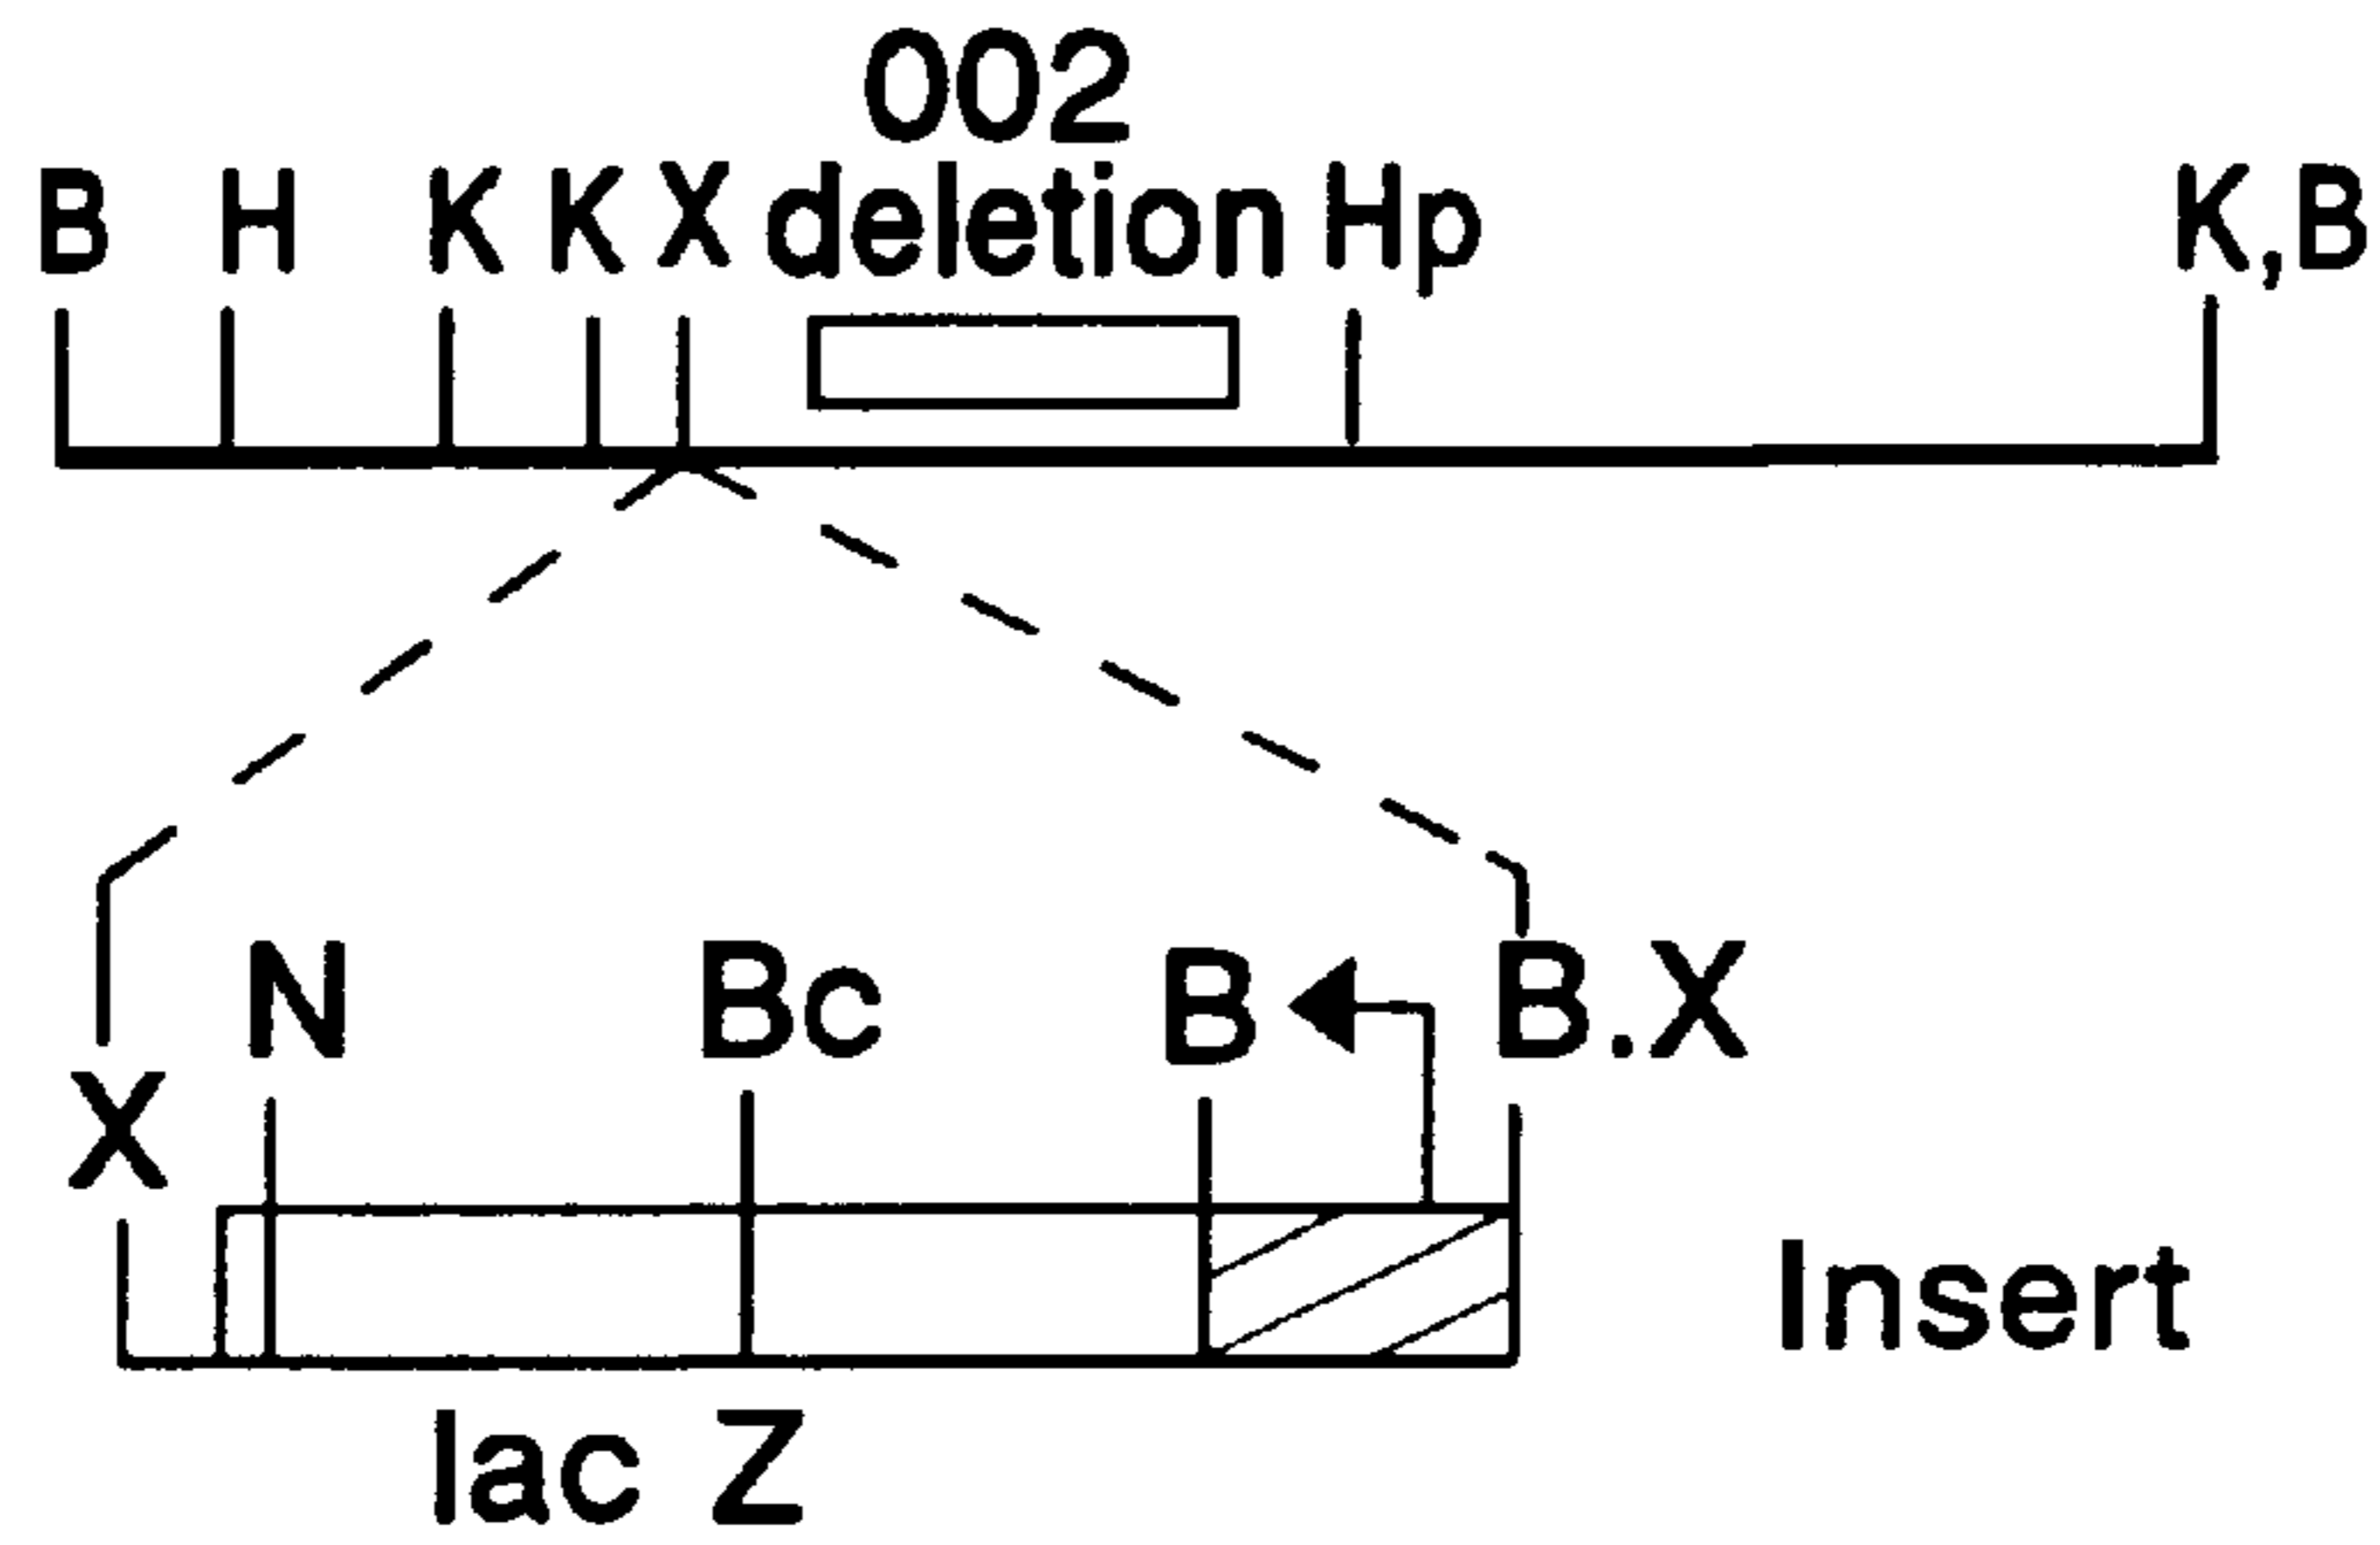 002
B H K K X deletion Hp K,B
N Bc B B.X
X
Insert
lac Z